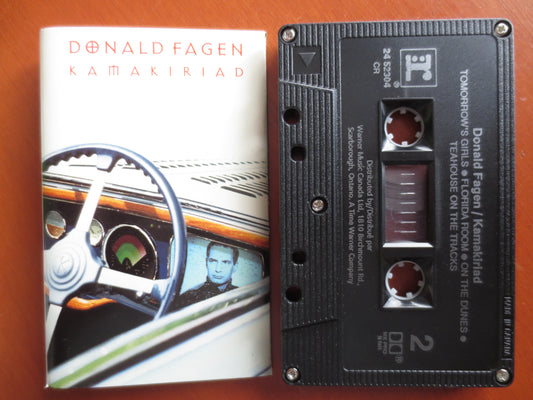 DONALD FAGEN
KAMAKIRIAD
24 52304
CR
Donald Fagen / Kamakiriad
TOMORROW'S GIRLS ● FLORIDA ROOM ● ON THE DUNES ●
TEAHOUSE ON THE TRACKS
Distributed by/Distribué par
Warner Music Canada Ltd, 1810 Birchmount Rd.,
Scarborough, Ontario. A Time Warner Company
2